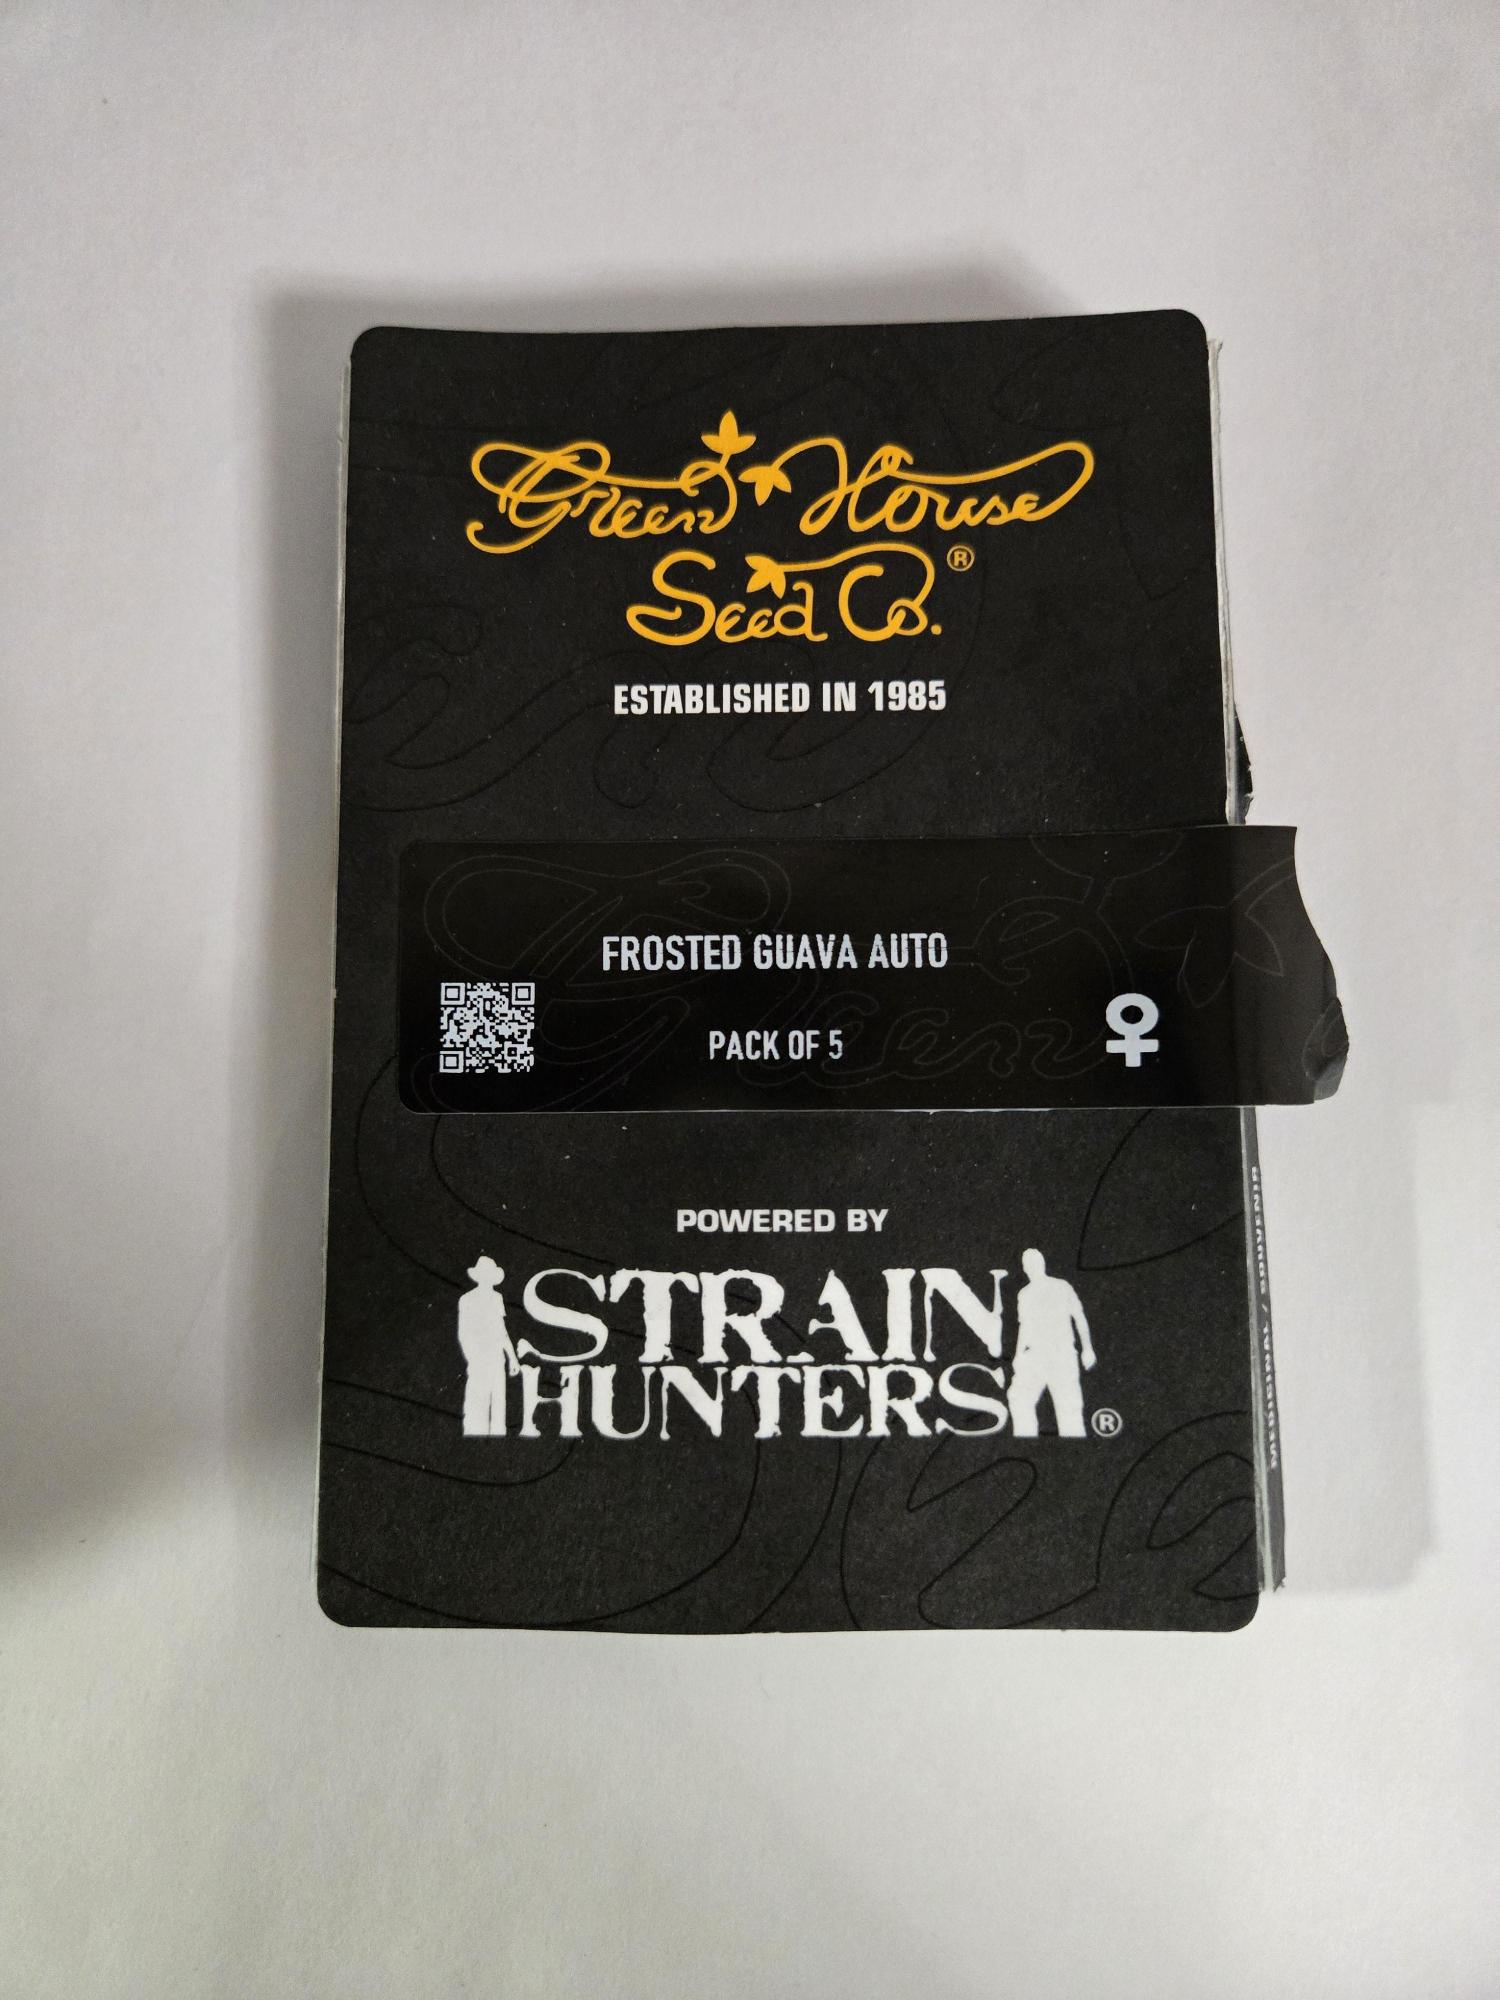 Green House
Seed Co.®
ESTABLISHED IN 1985
FROSTED GUAVA AUTO
PACK OF 5
POWERED BY
STRAIN
HUNTERS®